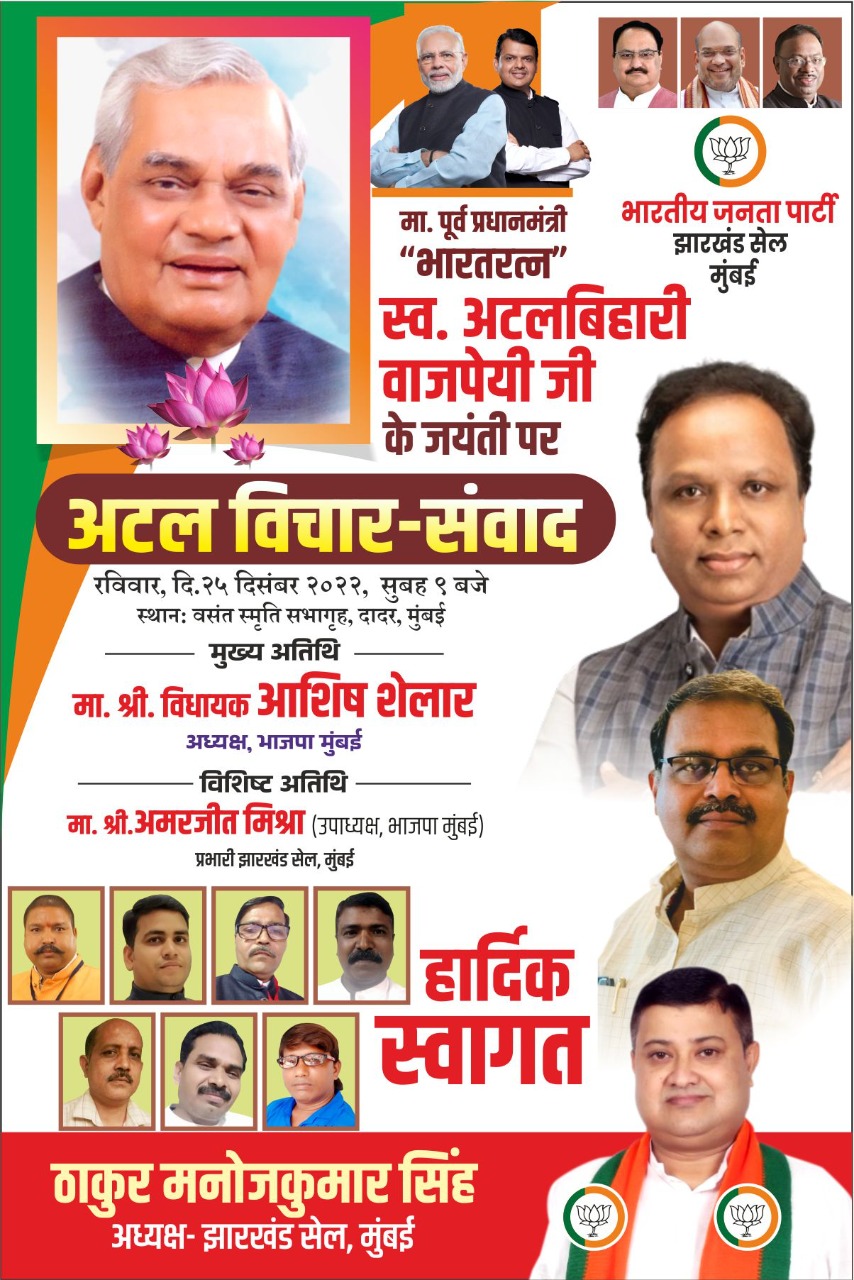 मा. पूर्व प्रधानमंत्री
“भारतरत्न”
स्व. अटलबिहारी
वाजपेयी जी
के जयंती पर
भारतीय जनता पार्टी
झारखंड सेल
मुंबई
अटल विचार-संवाद
रविवार, दि.२५ दिसंबर २०२२, सुबह ९ बजे
स्थान: वसंत स्मृति सभागृह, दादर, मुंबई
मुख्य अतिथि
मा. श्री. विधायक आशिष शेलार
अध्यक्ष, भाजपा मुंबई
विशिष्ट अतिथि
मा. श्री.अमरजीत मिश्रा (उपाध्यक्ष, भाजपा मुंबई)
प्रभारी झारखंड सेल, मुंबई
हार्दिक
स्वागत
ठाकुर मनोजकुमार सिंह
अध्यक्ष- झारखंड सेल, मुंबई